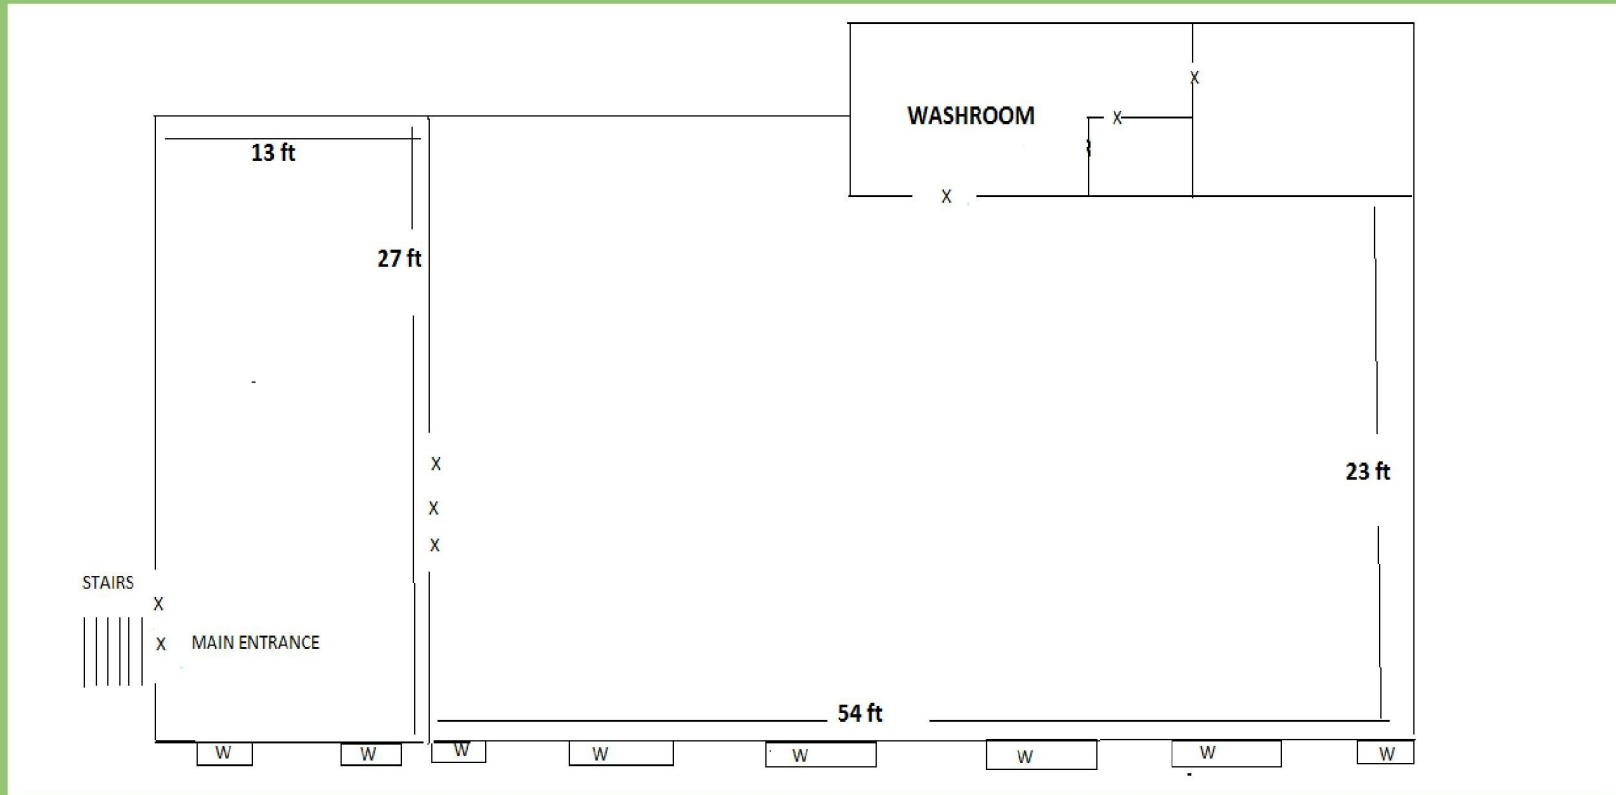 X
WASHROOM
X
13 ft
X
27 ft
X
23 ft
X
X
STAIRS
X
X MAIN ENTRANCE
54 ft
W
W
W
W
W
W
W
W